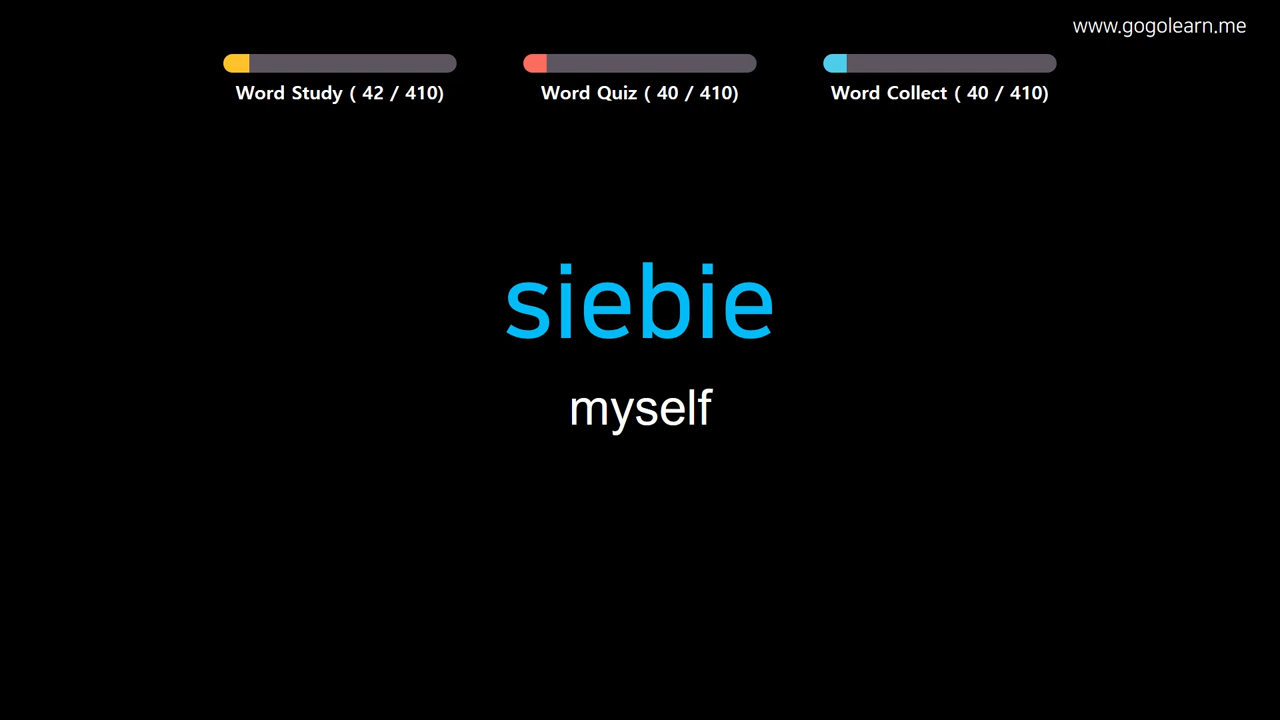 www.gogolearn.me
Word Study ( 42 / 410)
Word Quiz ( 40 / 410)
Word Collect ( 40 / 410)
siebie
myself